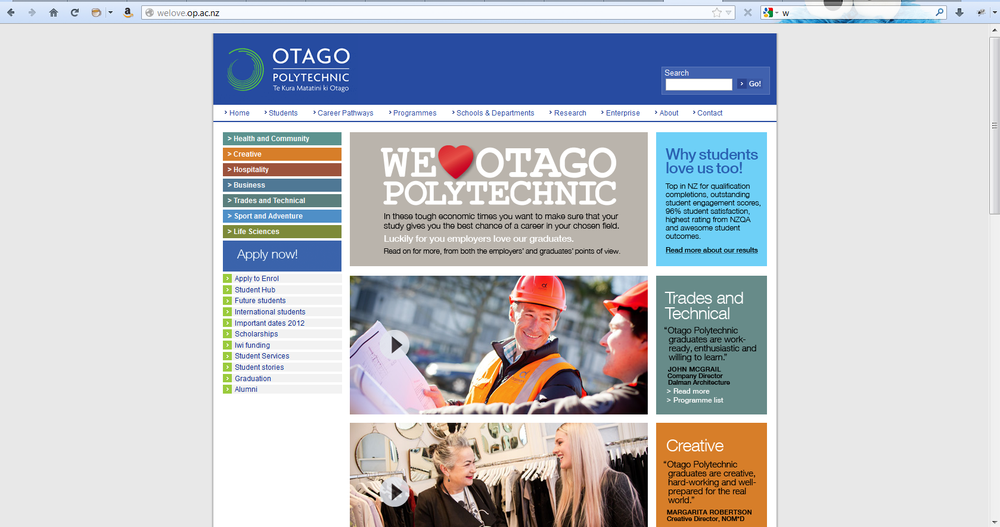 welove.op.ac.nz
w
OTAGO
POLYTECHNIC
Te Kura Matatini ki Otago
Search
> Go!
> Home > Students > Career Pathways > Programmes > Schools & Departments > Research > Enterprise > About > Contact
> Health and Community
> Creative
> Hospitality
> Business
> Trades and Technical
> Sport and Adventure
> Life Sciences
Apply now!
> Apply to Enrol
> Student Hub
> Future students
> International students
> Important dates 2012
> Scholarships
> Iwi funding
> Student Services
> Student stories
> Graduation
> Alumni
WE OTAGO
POLYTECHNIC
In these tough economic times you want to make sure that your
study gives you the best chance of a career in your chosen field.
Luckily for you employers love our graduates.
Read on for more, from both the employers’ and graduates’ points of view.
Why students
love us too!
Top in NZ for qualification
completions, outstanding
student engagement scores,
96% student satisfaction,
highest rating from NZQA
and awesome student
outcomes.
Read more about our results
Trades and
Technical
“Otago Polytechnic
graduates are work-
ready, enthusiastic and
willing to learn.”
JOHN MCGRAIL
Company Director
Dalman Architecture
> Read more
> Programme list
Creative
“Otago Polytechnic
graduates are creative,
hard-working and well-
prepared for the real
world.”
MARGARITA ROBERTSON
Creative Director, NOM*D